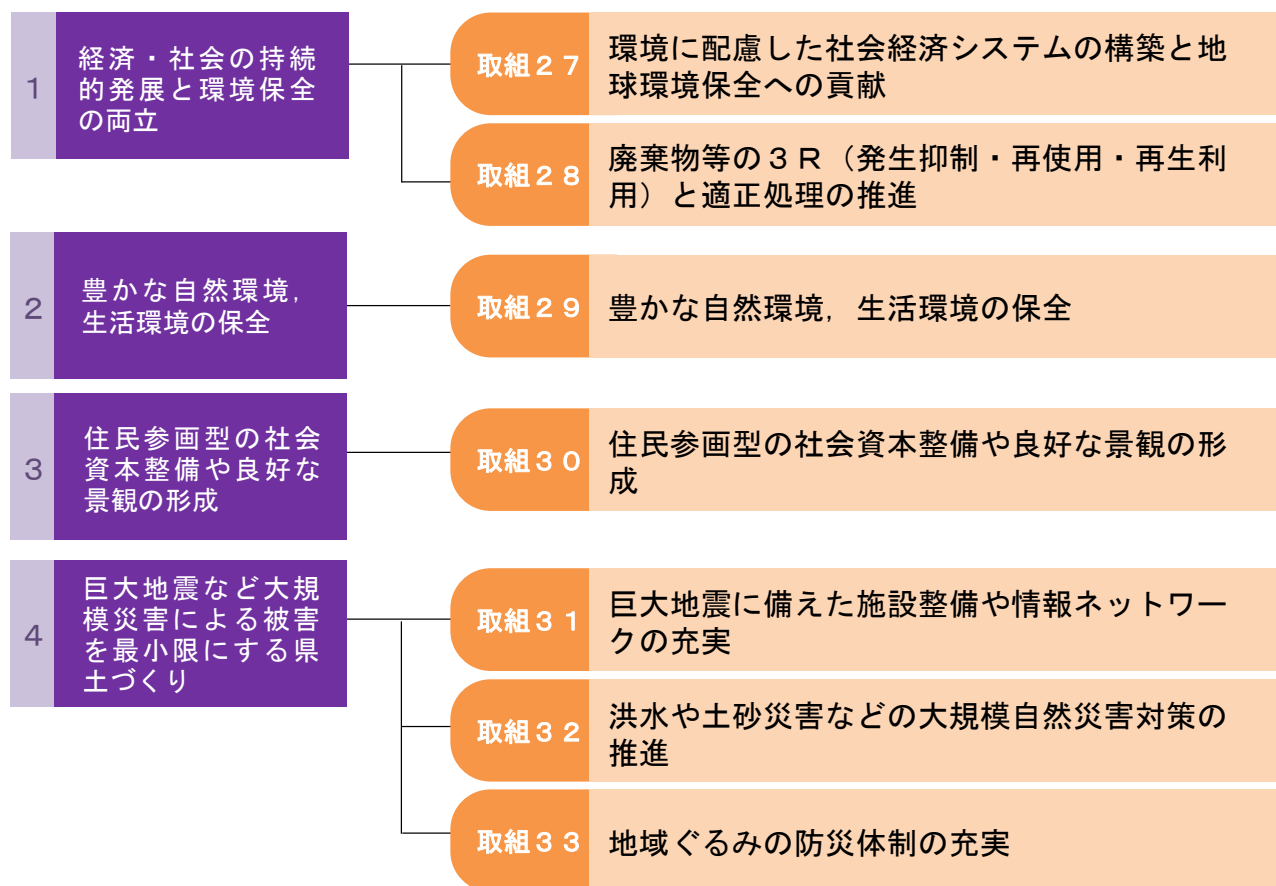 1
経済・社会の持続
的発展と環境保全
の両立
取組２７
環境に配慮した社会経済システムの構築と地
球環境保全への貢献
取組２８
廃棄物等の３Ｒ（発生抑制・再使用・再生利
用）と適正処理の推進
2
豊かな自然環境，
生活環境の保全
取組２９
豊かな自然環境，生活環境の保全
3
住民参画型の社会
資本整備や良好な
景観の形成
取組３０
住民参画型の社会資本整備や良好な景観の形
成
4
巨大地震など大規
模災害による被害
を最小限にする県
土づくり
取組３１
巨大地震に備えた施設整備や情報ネットワー
クの充実
取組３２
洪水や土砂災害などの大規模自然災害対策の
推進
取組３３
地域ぐるみの防災体制の充実